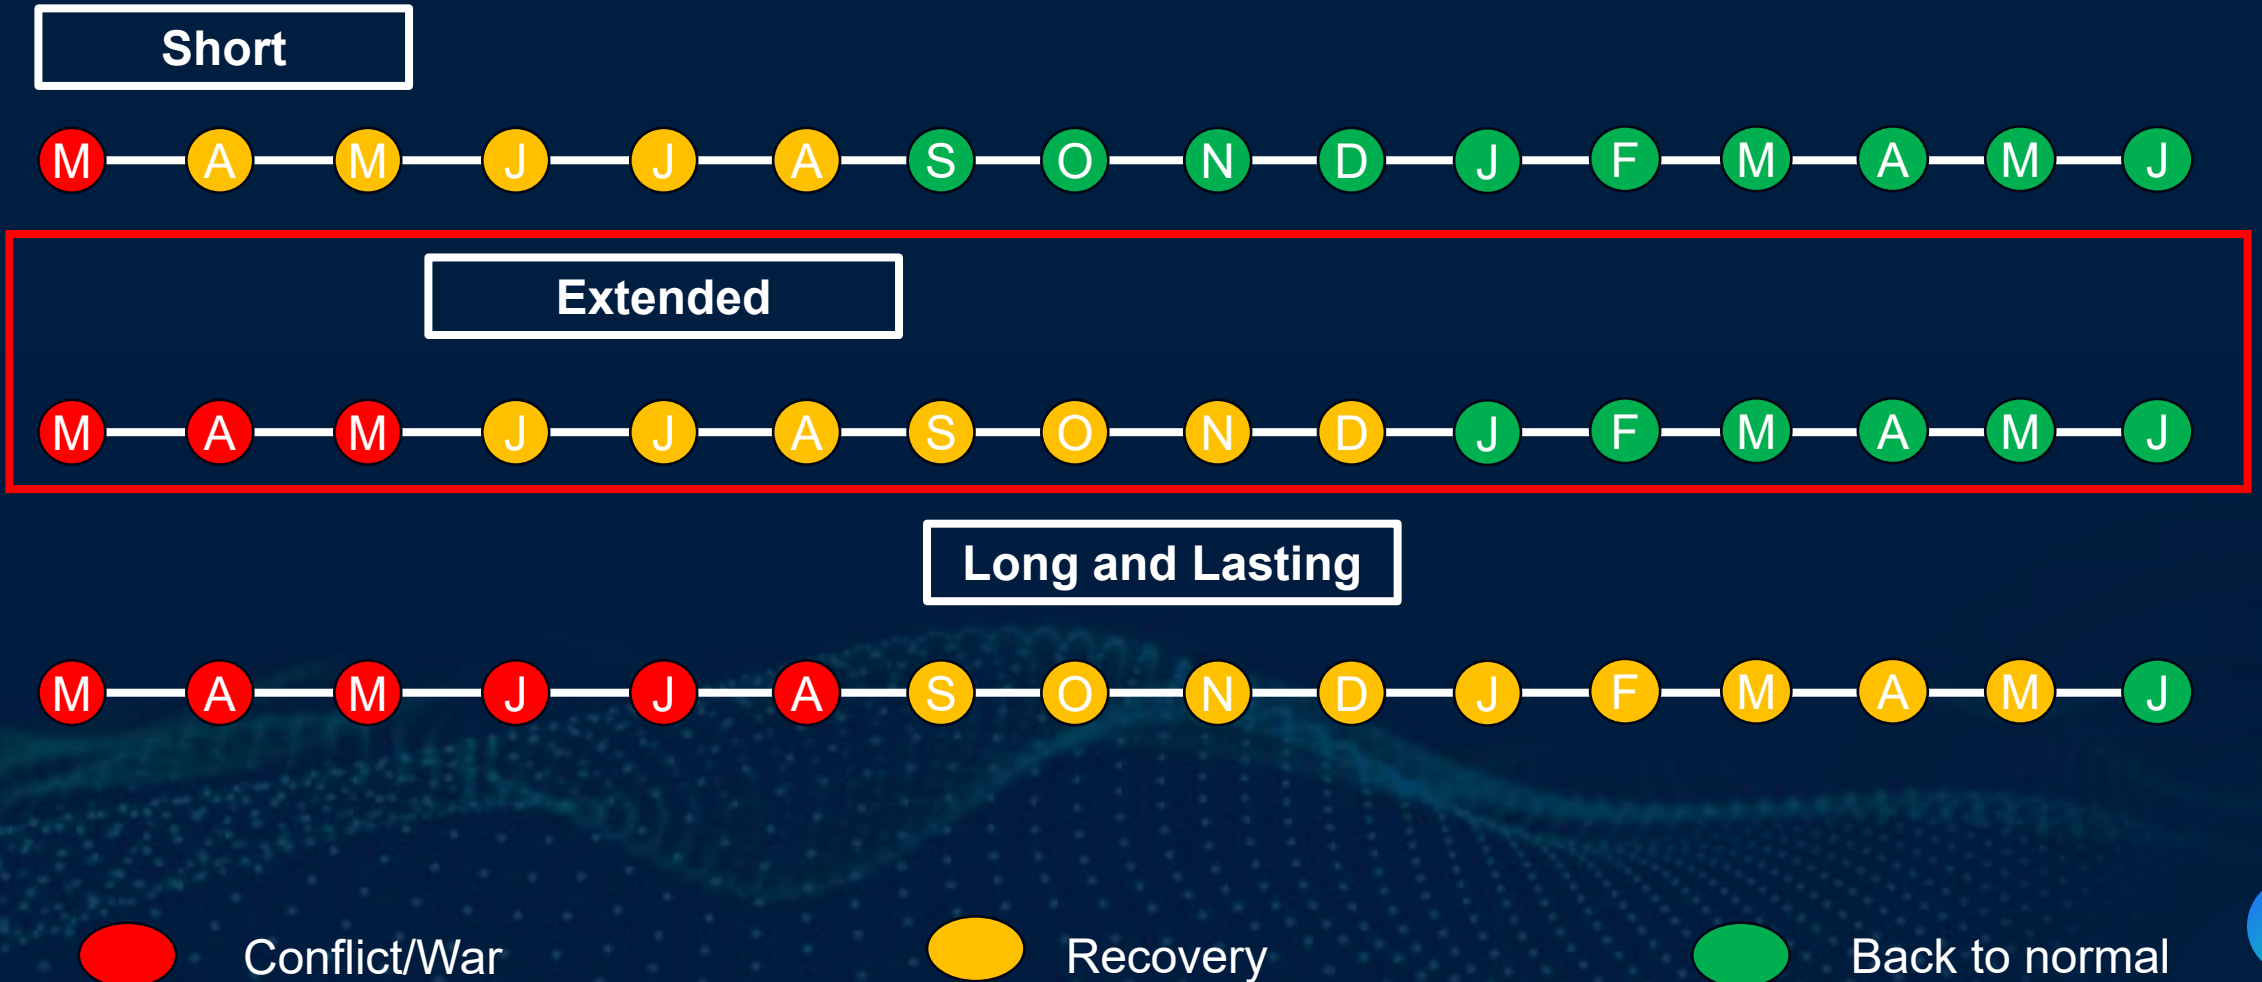 Short
M A M J J A S O N D J F M A M J
Extended
M A M J J A S O N D J F M A M J
Long and Lasting
M A M J J A S O N D J F M A M J
Conflict/War Recovery Back to normal